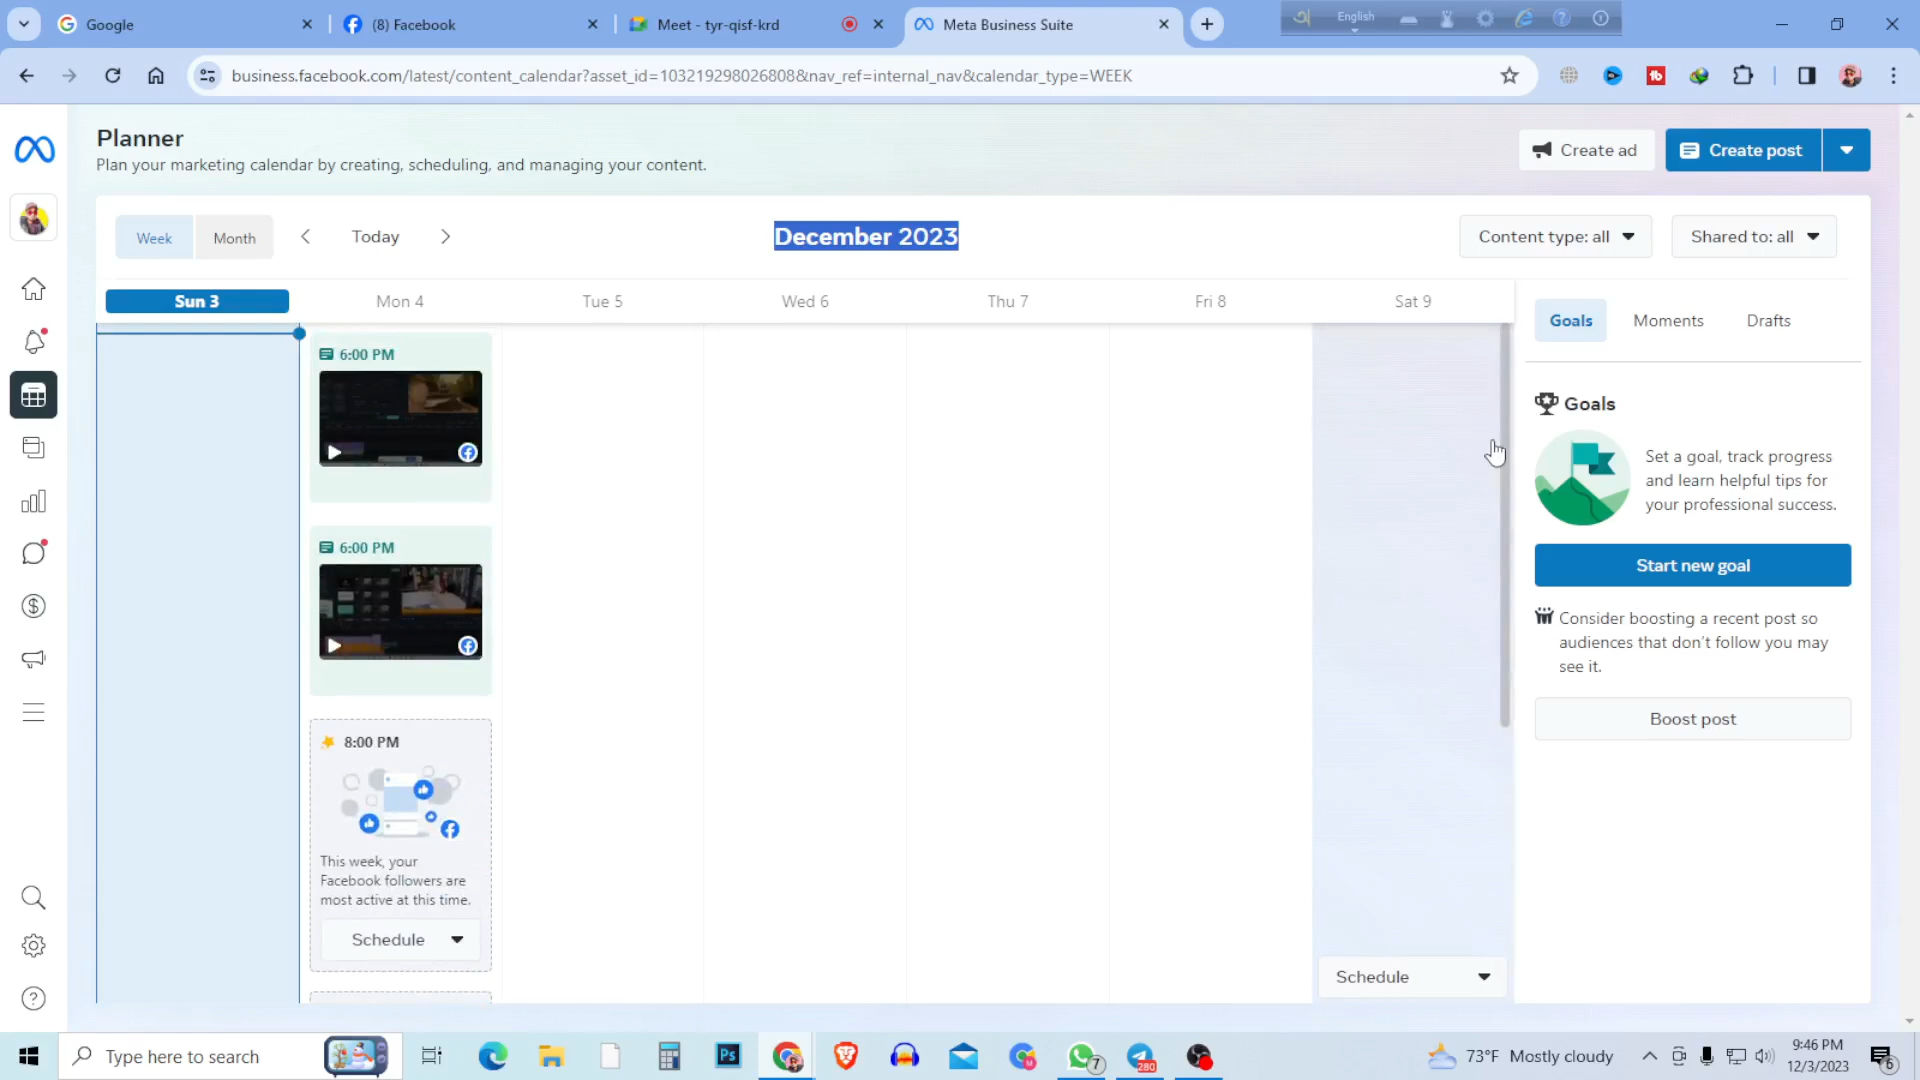 Google
(8) Facebook
Meet - tyr-qisf-krd
Meta Business Suite
English
business.facebook.com/latest/content_calendar?asset_id=103219298026808&nav_ref=internal_nav&calendar_type=WEEK
Planner
Plan your marketing calendar by creating, scheduling, and managing your content.
Create ad
Create post
Week
Month
Today
December 2023
Content type: all
Shared to: all
Sun 3
Mon 4
Tue 5
Wed 6
Thu 7
Fri 8
Sat 9
Goals
Moments
Drafts
6:00 PM
6:00 PM
8:00 PM
This week, your
Facebook followers are
most active at this time.
Schedule
Schedule
Goals
Set a goal, track progress
and learn helpful tips for
your professional success.
Start new goal
Consider boosting a recent post so
audiences that don't follow you may
see it.
Boost post
Type here to search
Ps
7
280
73°F Mostly cloudy
9:46 PM
12/3/2023
6